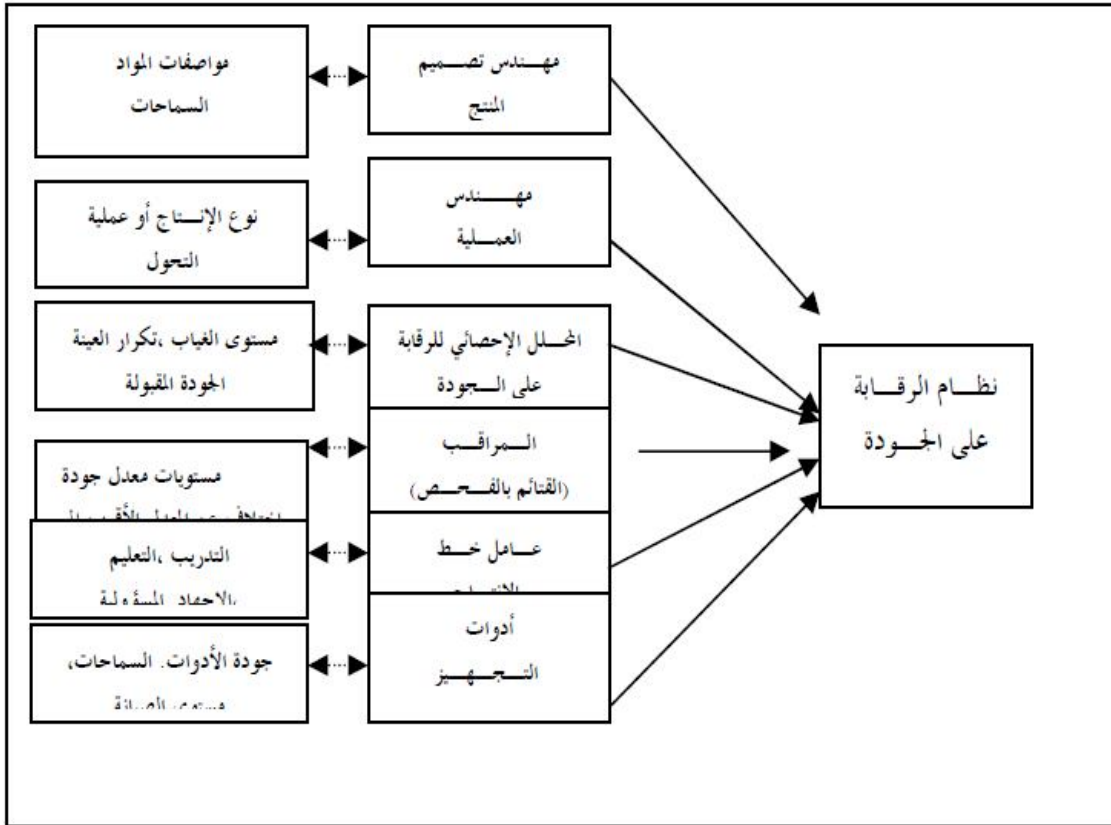 مواصفات المواد
السماحات
مهندس تصميم
المنتج
نوع الإنتاج أو عملية
التحول
مهندس
العملية
مستوى الغياب ،تكرار العينة
الجودة المقبولة
المحلل الإحصائي للرقابة
على الجودة
نظام الرقابة
على الجودة
مستويات معدل جودة
المراقب
(القتائم بالفحص)
التدريب ،التعليم
عامل خط
جودة الأدوات. السماحات،
أدوات
التجهيز